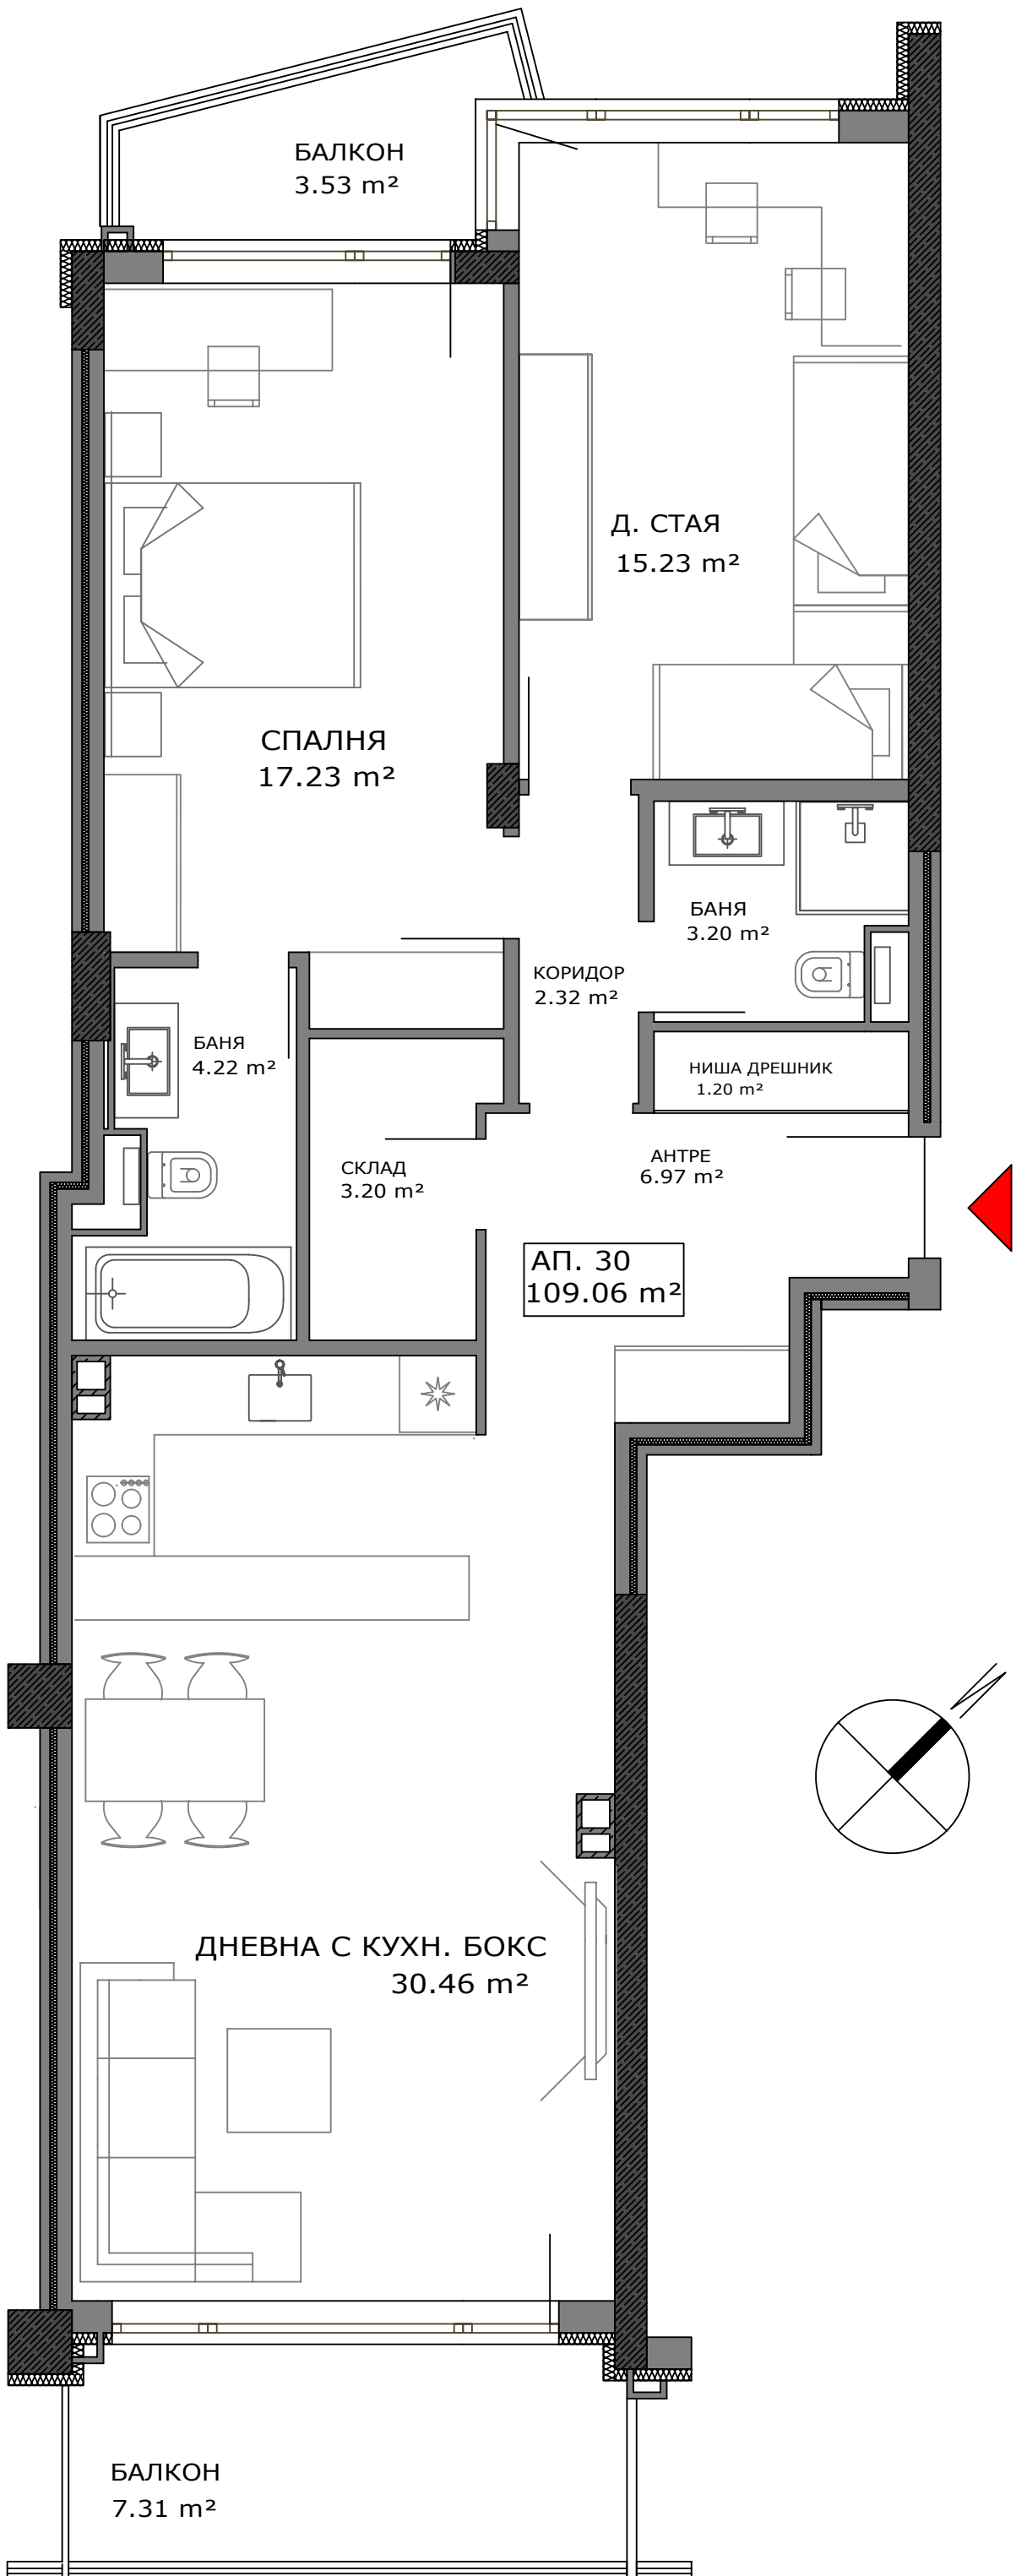 БАЛКОН
3.53 m²
Д. СТАЯ
15.23 m²
СПАЛНЯ
17.23 m²
БАНЯ
3.20 m²
КОРИДОР
2.32 m²
БАНЯ
4.22 m²
НИША ДРЕШНИК
1.20 m²
СКЛАД
3.20 m²
АНТРЕ
6.97 m²
АП. 30
109.06 m²
ДНЕВНА С КУХН. БОКС
30.46 m²
БАЛКОН
7.31 m²